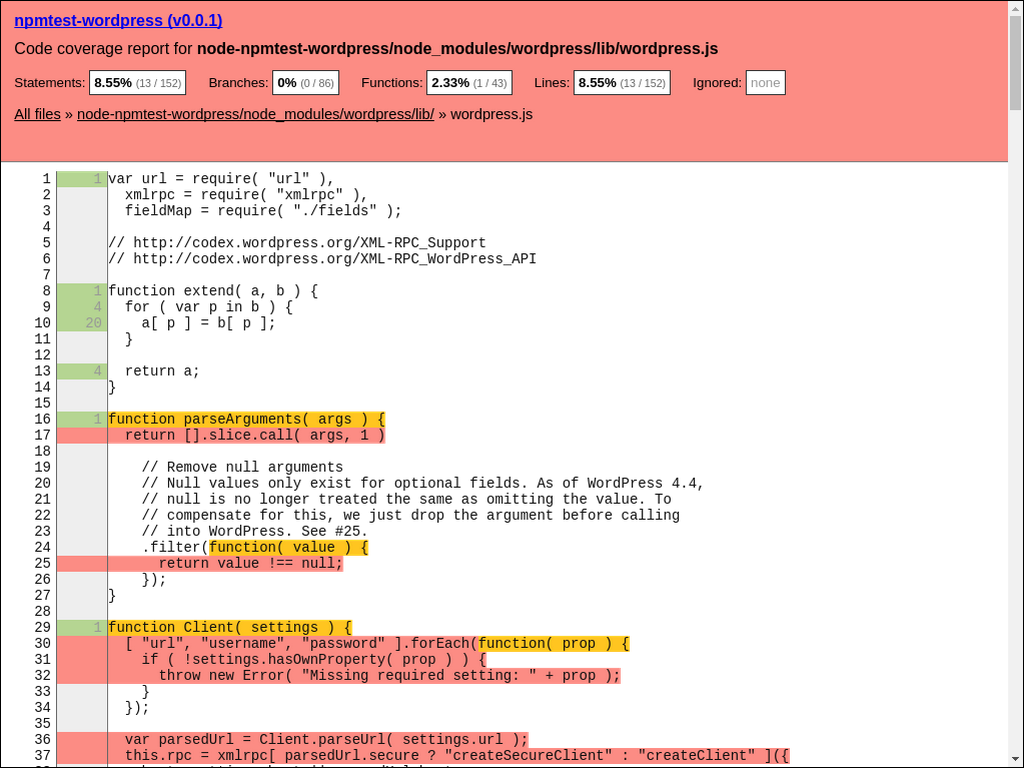 npmtest-wordpress (v0.0.1)
Code coverage report for node-npmtest-wordpress/node_modules/wordpress/lib/wordpress.js
Statements: 8.55% (13 / 152) Branches: 0% (0 / 86) Functions: 2.33% (1 / 43) Lines: 8.55% (13 / 152) Ignored: none
All files » node-npmtest-wordpress/node_modules/wordpress/lib/ » wordpress.js
1 1 var url = require( "url" ),
2 xmlrpc = require( "xmlrpc" ),
3 fieldMap = require( "./fields" );
4
5 // http://codex.wordpress.org/XML-RPC_Support
6 // http://codex.wordpress.org/XML-RPC_WordPress_API
7
8 1 function extend( a, b ) {
9 4 for ( var p in b ) {
10 20 a[ p ] = b[ p ];
11 }
12
13 4 return a;
14 }
15
16 1 function parseArguments( args ) {
17 return [].slice.call( args, 1 )
18
19 // Remove null arguments
20 // Null values only exist for optional fields. As of WordPress 4.4,
21 // null is no longer treated the same as omitting the value. To
22 // compensate for this, we just drop the argument before calling
23 // into WordPress. See #25.
24 .filter(function( value ) {
25 return value !== null;
26 });
27 }
28
29 1 function Client( settings ) {
30 [ "url", "username", "password" ].forEach(function( prop ) {
31 if ( !settings.hasOwnProperty( prop ) ) {
32 throw new Error( "Missing required setting: " + prop );
33 }
34 });
35
36 var parsedUrl = Client.parseUrl( settings.url );
37 this.rpc = xmlrpc[ parsedUrl.secure ? "createSecureClient" : "createClient" ]({